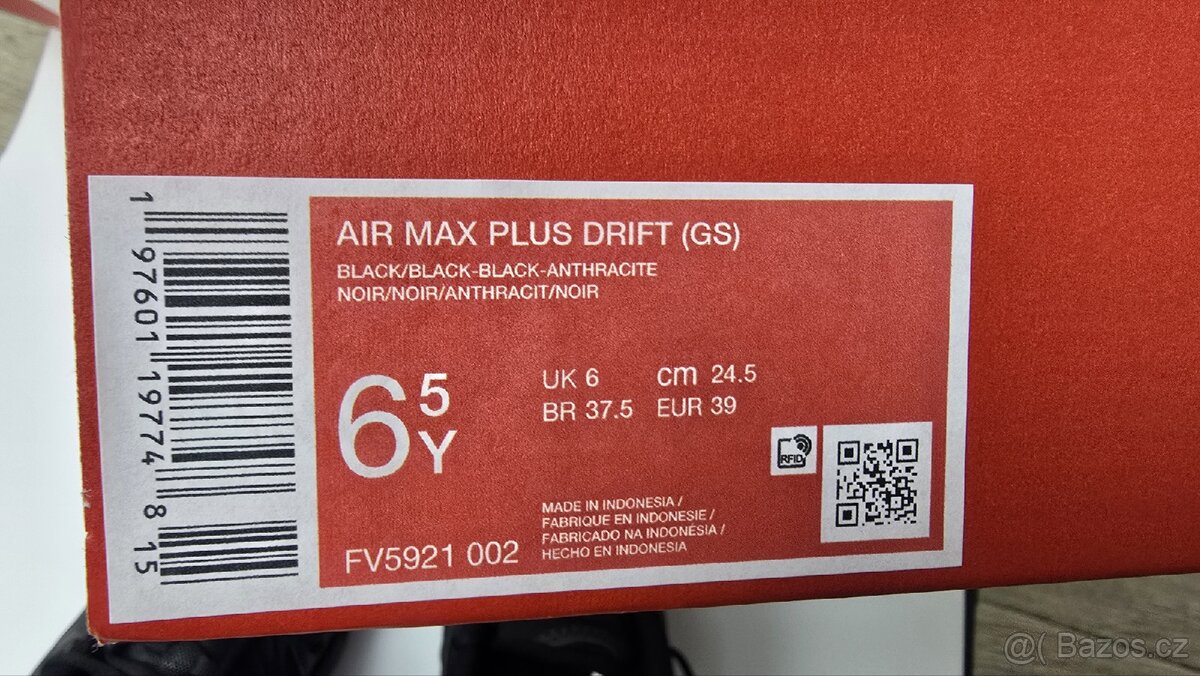 AIR MAX PLUS DRIFT (GS)
BLACK/BLACK-BLACK-ANTHRACITE
NOIR/NOIR/ANTHRACIT/NOIR
6 5 Y
UK 6 cm 24.5
BR 37.5 EUR 39
RFID
MADE IN INDONESIA /
FABRIQUE EN INDONESIE /
FABRICADO NA INDONÉSIA /
HECHO EN INDONESIA
FV5921 002
1 97601 19774 8 15
@( Bazos.cz